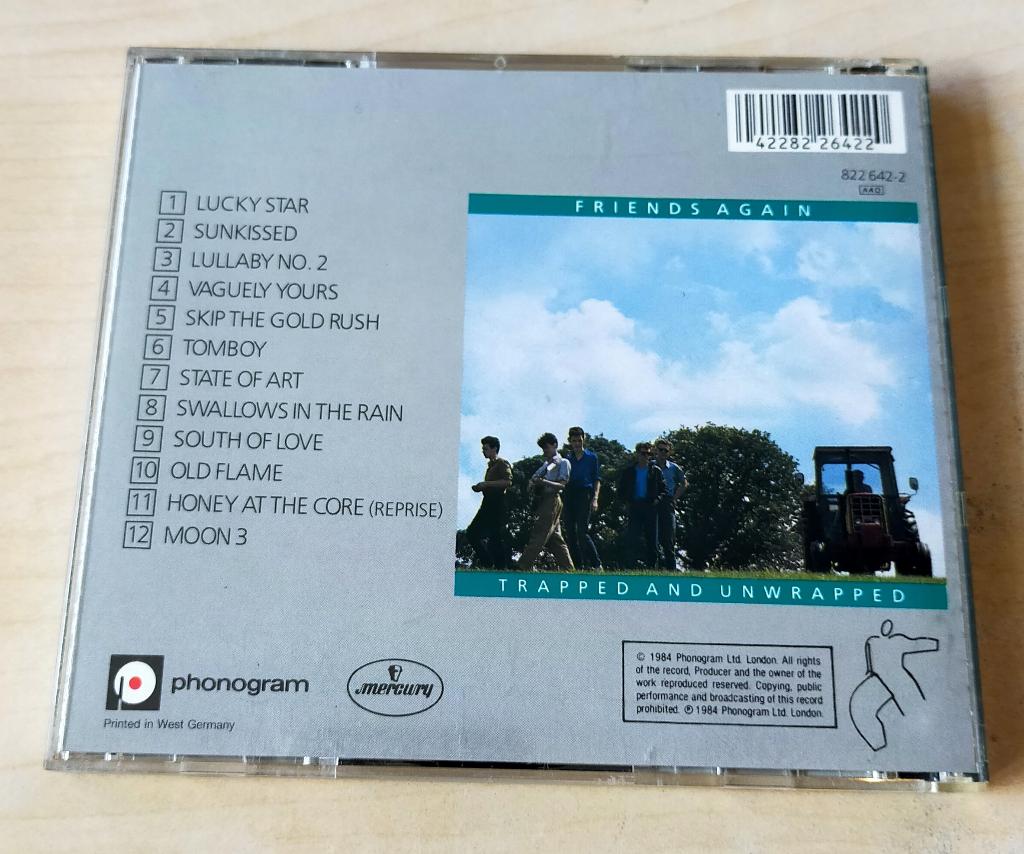 42282 26422
822 642-2
AAD
1 LUCKY STAR
2 SUNKISSED
3 LULLABY NO. 2
4 VAGUELY YOURS
5 SKIP THE GOLD RUSH
6 TOMBOY
7 STATE OF ART
8 SWALLOWS IN THE RAIN
9 SOUTH OF LOVE
10 OLD FLAME
11 HONEY AT THE CORE (REPRISE)
12 MOON 3
FRIENDS AGAIN
TRAPPED AND UNWRAPPED
phonogram
Printed in West Germany
mercury
© 1984 Phonogram Ltd. London. All rights
of the record, Producer and the owner of the
work reproduced reserved. Copying, public
performance and broadcasting of this record
prohibited. ℗ 1984 Phonogram Ltd. London.